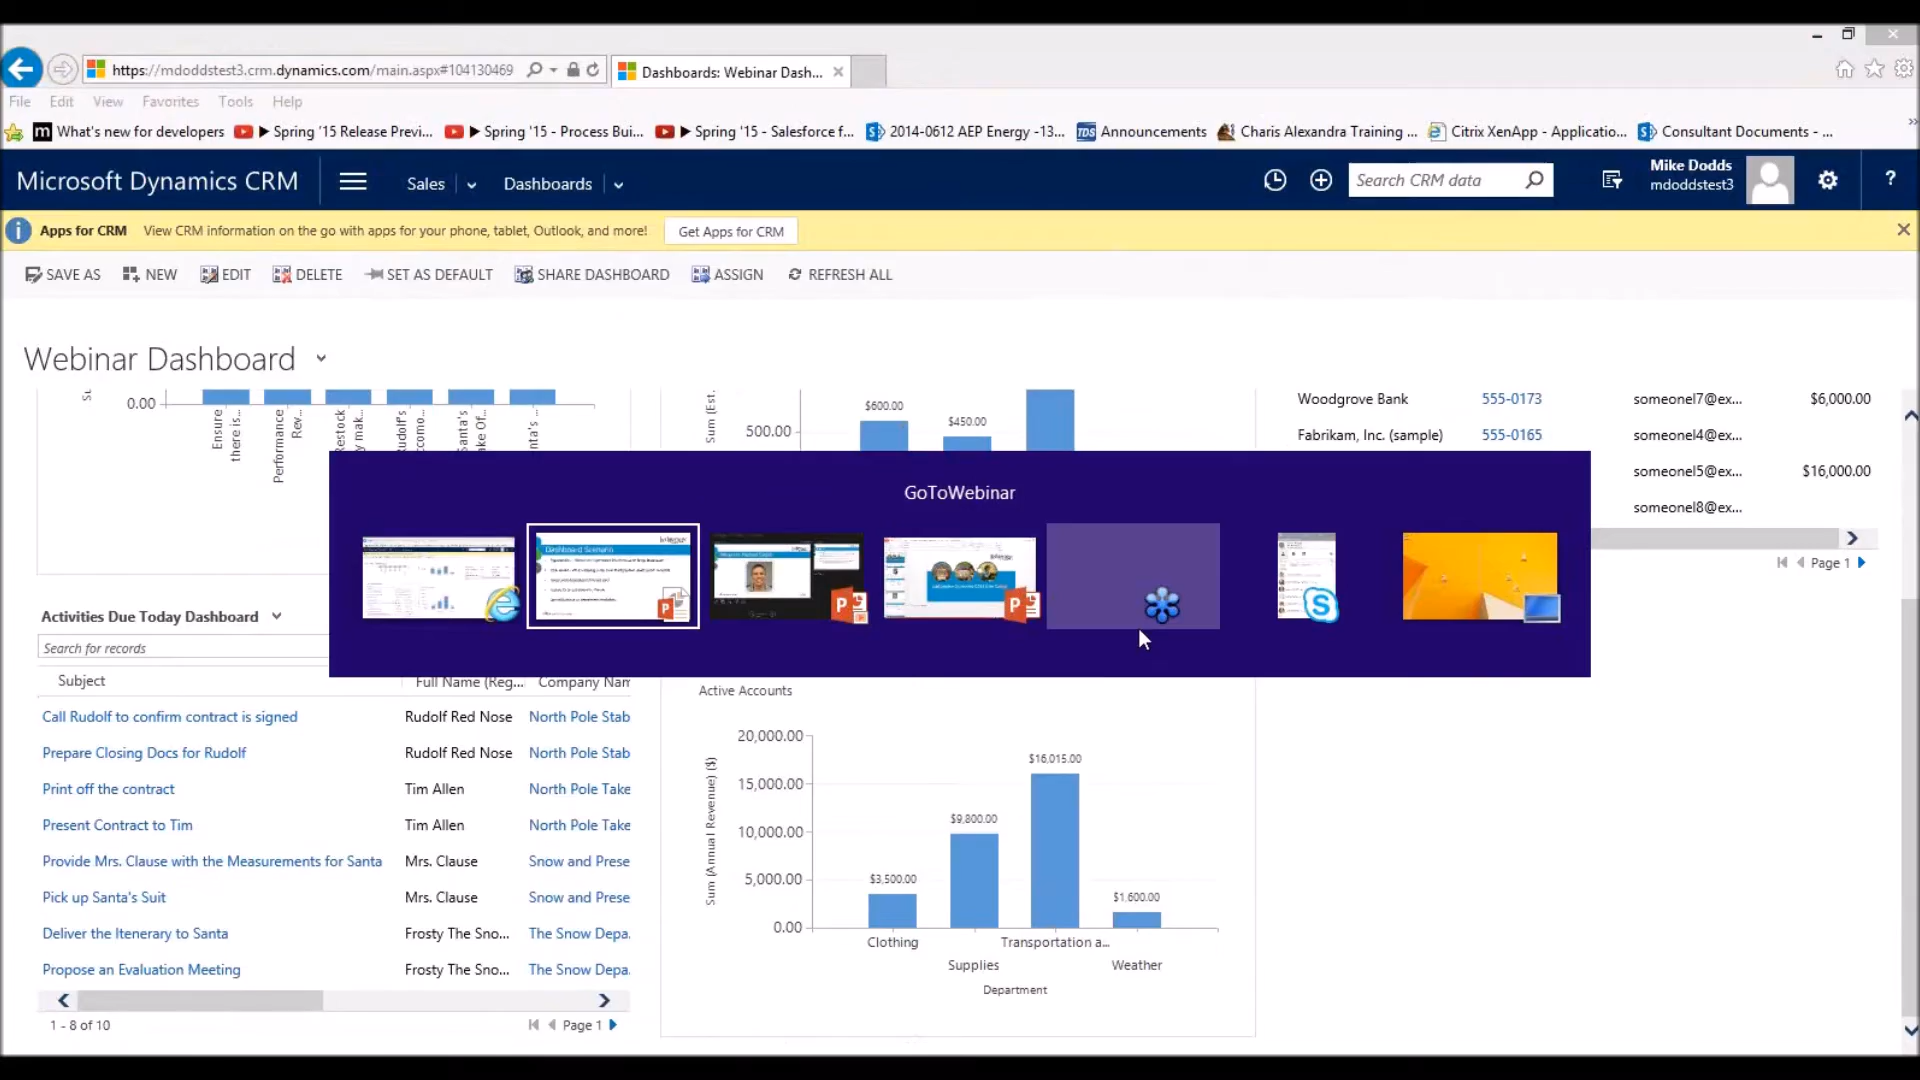 https://mdoddstest3.crm.dynamics.com/main.aspx#104130469
Dashboards: Webinar Dash...
File Edit View Favorites Tools Help
What's new for developers
Spring '15 Release Previ...
Spring '15 - Process Bui...
Spring '15 - Salesforce f...
2014-0612 AEP Energy -13...
TDS Announcements
Charis Alexandra Training ...
Citrix XenApp - Applicatio...
Consultant Documents - ...
Microsoft Dynamics CRM
Sales
Dashboards
Search CRM data
Mike Dodds
mdoddstest3
?
Apps for CRM View CRM information on the go with apps for your phone, tablet, Outlook, and more! Get Apps for CRM
SAVE AS NEW EDIT DELETE SET AS DEFAULT SHARE DASHBOARD ASSIGN REFRESH ALL
Webinar Dashboard
0.00
Ensure
there is...
Performance
Rev...
Sum (Est.
500.00
$600.00
$450.00
Woodgrove Bank 555-0173 someonel7@ex... $6,000.00
Fabrikam, Inc. (sample) 555-0165 someonel4@ex...
someonel5@ex... $16,000.00
someonel8@ex...
Page 1
GoToWebinar
Dashboard Scenario
Activities Due Today Dashboard
Search for records
Subject Full Name (Reg... Company Nam
Call Rudolf to confirm contract is signed Rudolf Red Nose North Pole Stab
Prepare Closing Docs for Rudolf Rudolf Red Nose North Pole Stab
Print off the contract Tim Allen North Pole Take
Present Contract to Tim Tim Allen North Pole Take
Provide Mrs. Clause with the Measurements for Santa Mrs. Clause Snow and Prese
Pick up Santa's Suit Mrs. Clause Snow and Prese
Deliver the Itenerary to Santa Frosty The Sno... The Snow Depa.
Propose an Evaluation Meeting Frosty The Sno... The Snow Depa.
1 - 8 of 10 Page 1
Active Accounts
Sum (Annual Revenue) ($)
20,000.00
15,000.00
10,000.00
5,000.00
0.00
$3,500.00
$9,800.00
$16,015.00
$1,600.00
Clothing
Supplies
Transportation a...
Weather
Department